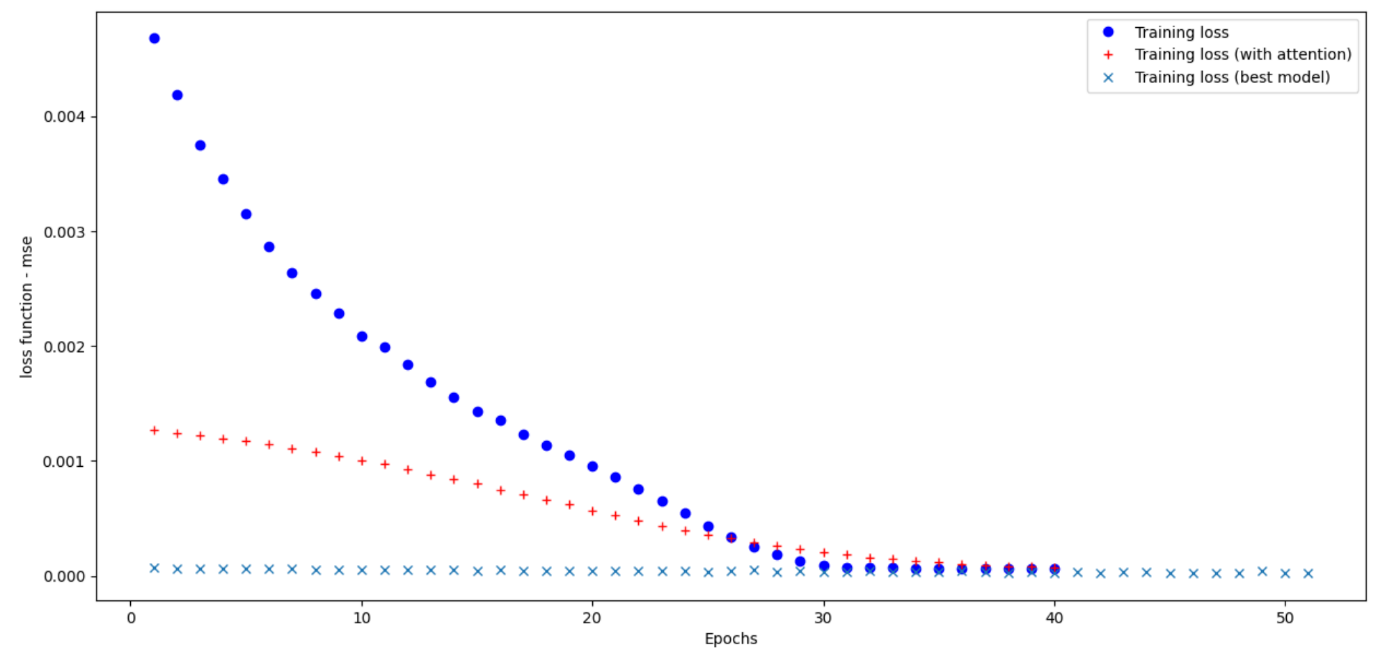 Training loss
Training loss (with attention)
Training loss (best model)
0.004
0.003
0.002
0.001
0.000
loss function - mse
0 10 20 30 40 50
Epochs